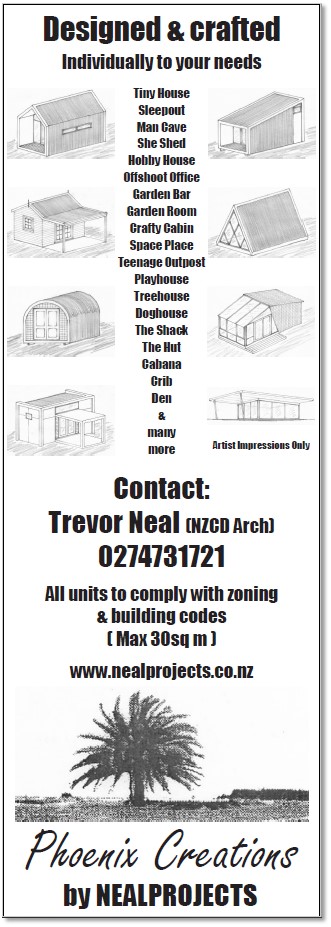 Designed & crafted
Individually to your needs
Tiny House
Sleepout
Man Cave
She Shed
Hobby House
Offshoot Office
Garden Bar
Garden Room
Crafty Cabin
Space Place
Teenage Outpost
Playhouse
Treehouse
Doghouse
The Shack
The Hut
Cabana
Crib
Den
&
many
more
Artist Impressions Only
Contact:
Trevor Neal (NZCD Arch)
0274731721
All units to comply with zoning
& building codes
( Max 30sq m )
www.nealprojects.co.nz
Phoenix Creations
by NEALPROJECTS